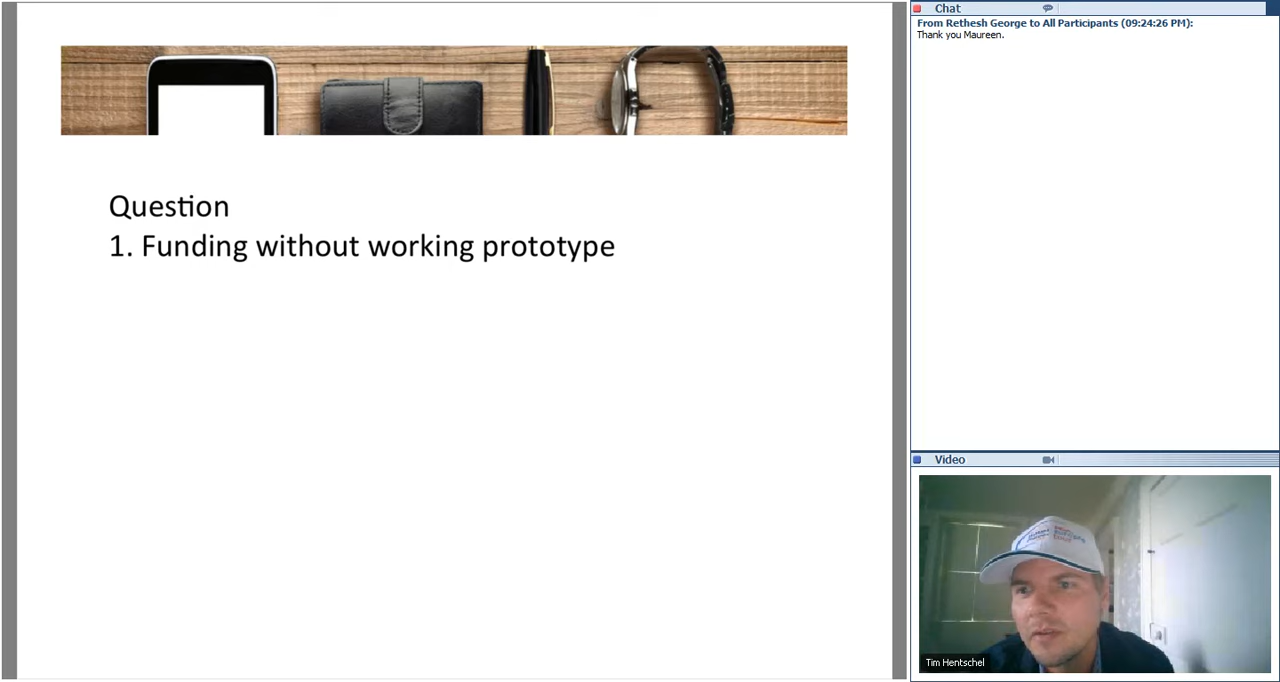 Question
1. Funding without working prototype
Chat
From Rethesh George to All Participants (09:24:26 PM):
Thank you Maureen.
Video
Tim Hentschel